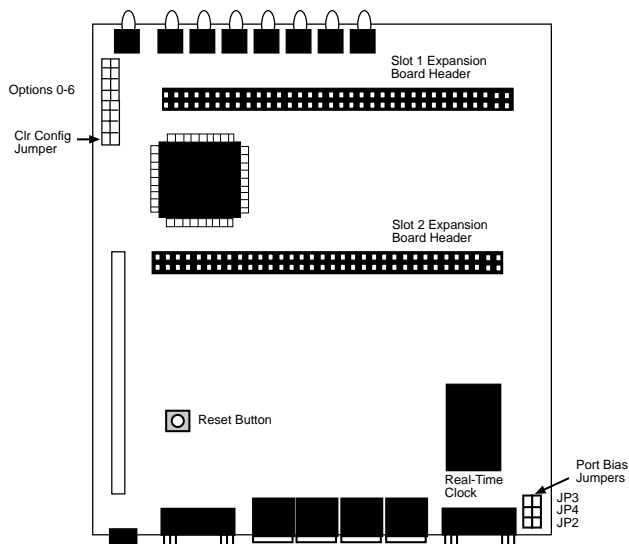 Slot 1 Expansion
Board Header
Options 0-6
Clr Config
Jumper
Slot 2 Expansion
Board Header
Reset Button
Real-Time
Clock
Port Bias
Jumpers
JP3
JP4
JP2